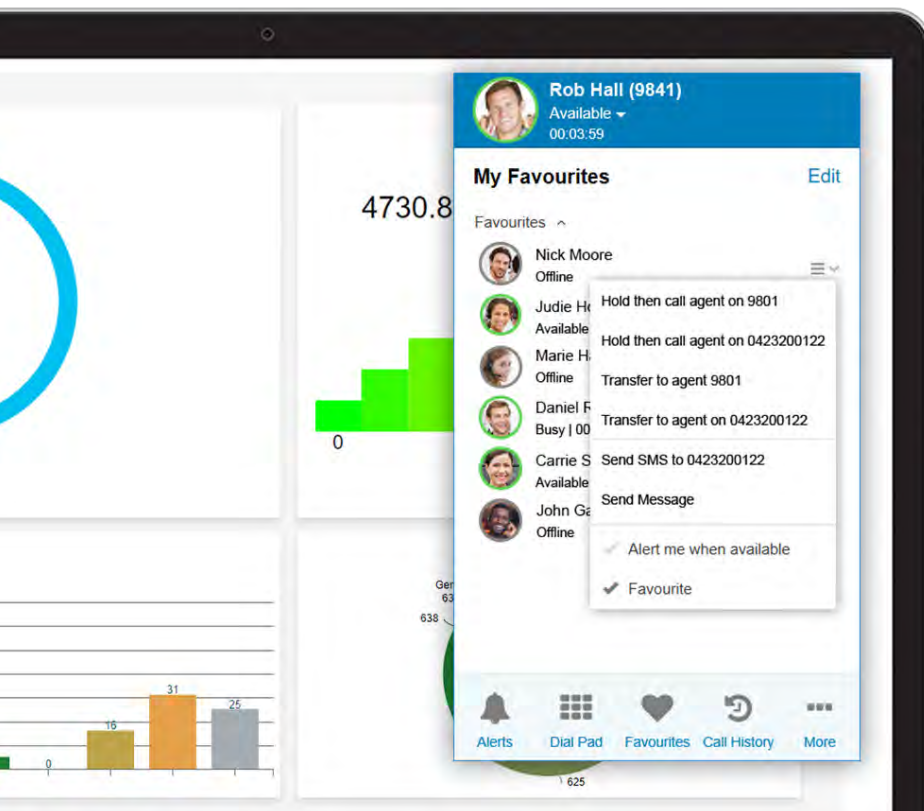 Rob Hall (9841)
Available
00:03:59
My Favourites
Edit
Favourites
Nick Moore
Offline
Judie
Available
Marie
Offline
Daniel
Busy | 00
Carrie
Available
John
Offline
Hold then call agent on 9801
Hold then call agent on 0423200122
Transfer to agent 9801
Transfer to agent on 0423200122
Send SMS to 0423200122
Send Message
Alert me when available
Favourite
Alerts
Dial Pad
Favourites
Call History
More
4730.8
0
638
625
0
16
31
25